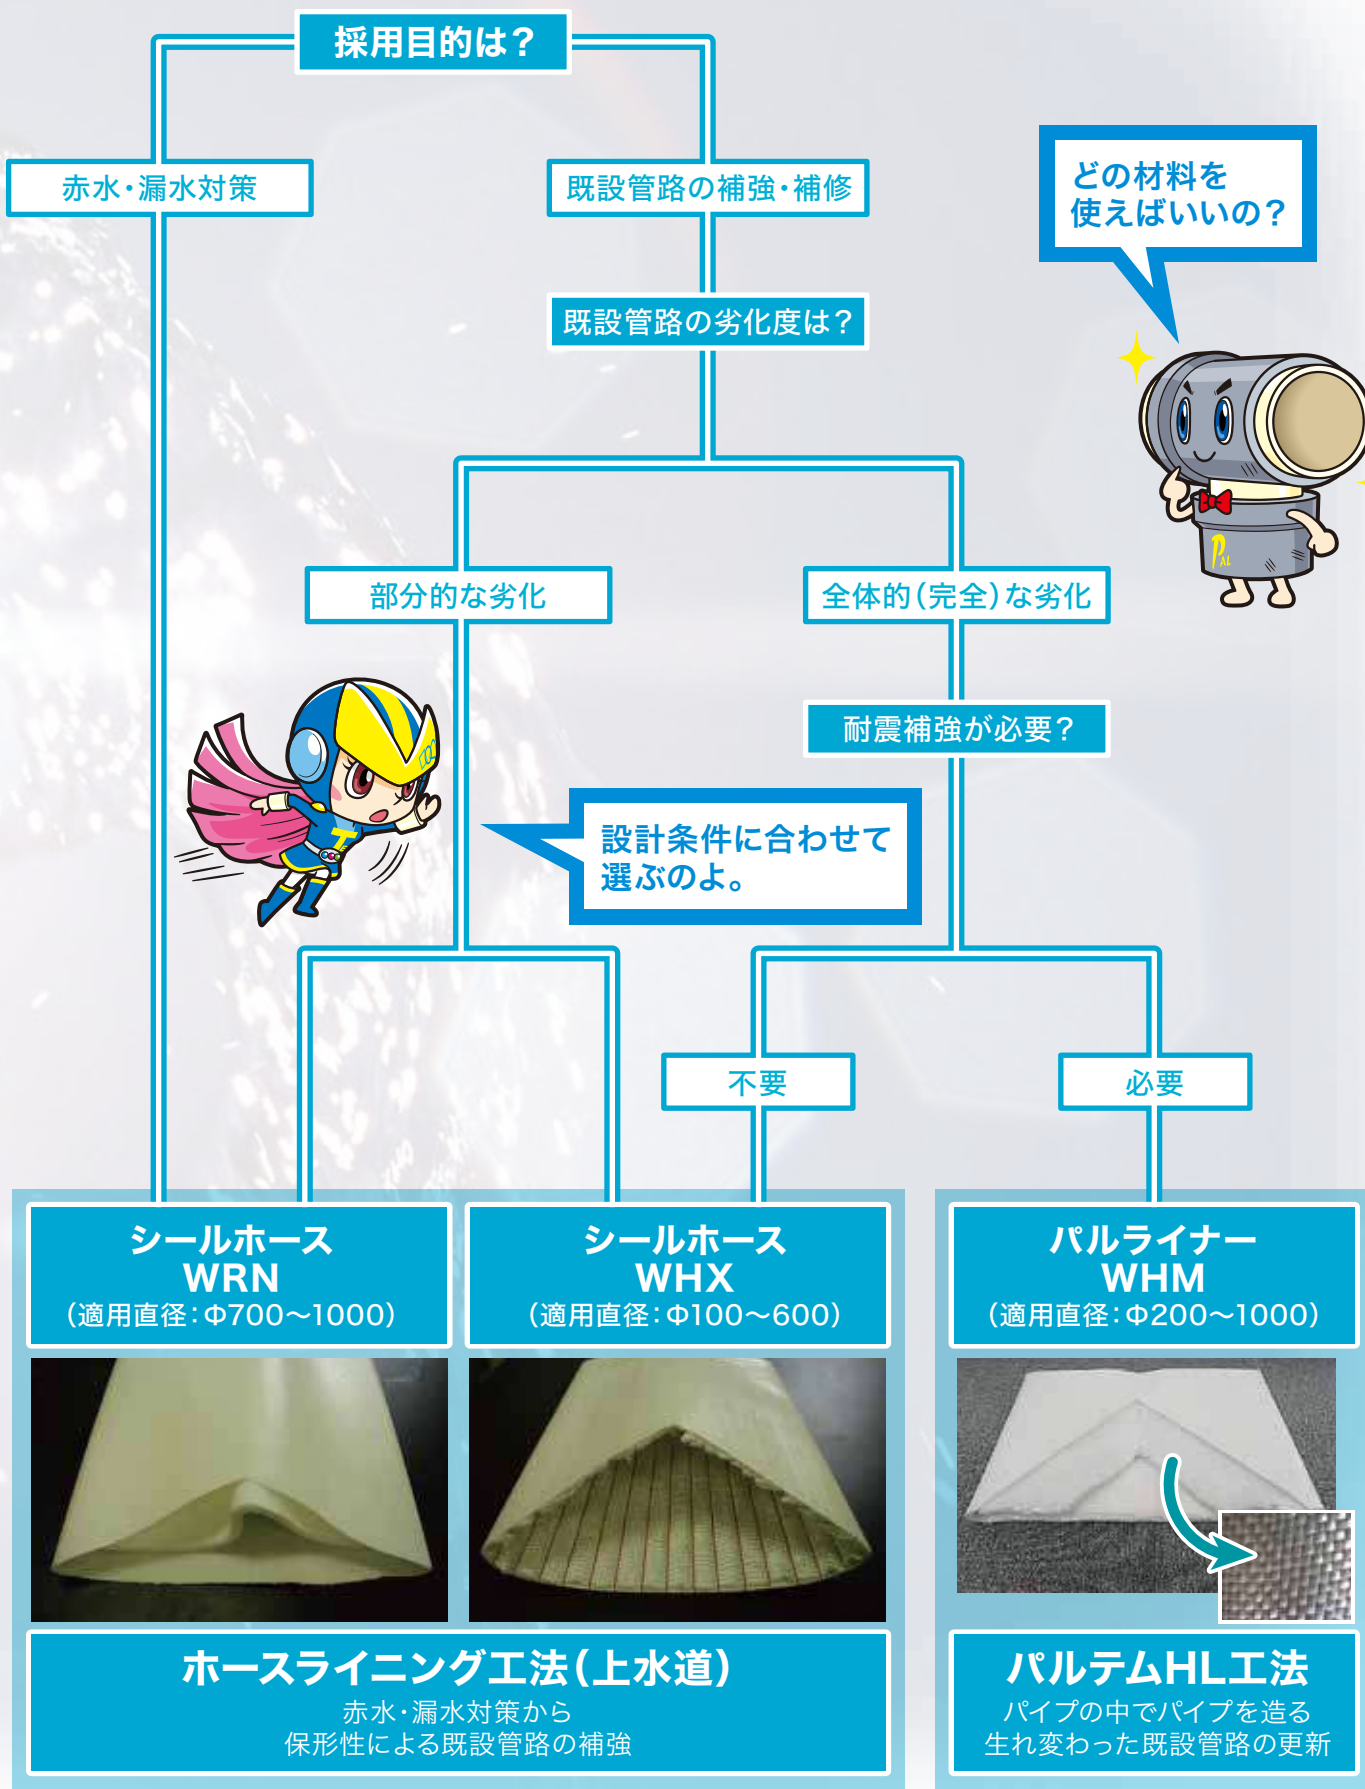 採用目的は？
赤水・漏水対策
既設管路の補強・補修
どの材料を
使えばいいの？
既設管路の劣化度は？
PAL
部分的な劣化
全体的（完全）な劣化
耐震補強が必要？
T
設計条件に合わせて
選ぶのよ。
不要
必要
シールホース
WRN
（適用直径：Φ700〜1000）
シールホース
WHX
（適用直径：Φ100〜600）
パルライナー
WHM
（適用直径：Φ200〜1000）
ホースライニング工法（上水道）
赤水・漏水対策から
保形性による既設管路の補強
パルテムHL工法
パイプの中でパイプを造る
生れ変わった既設管路の更新